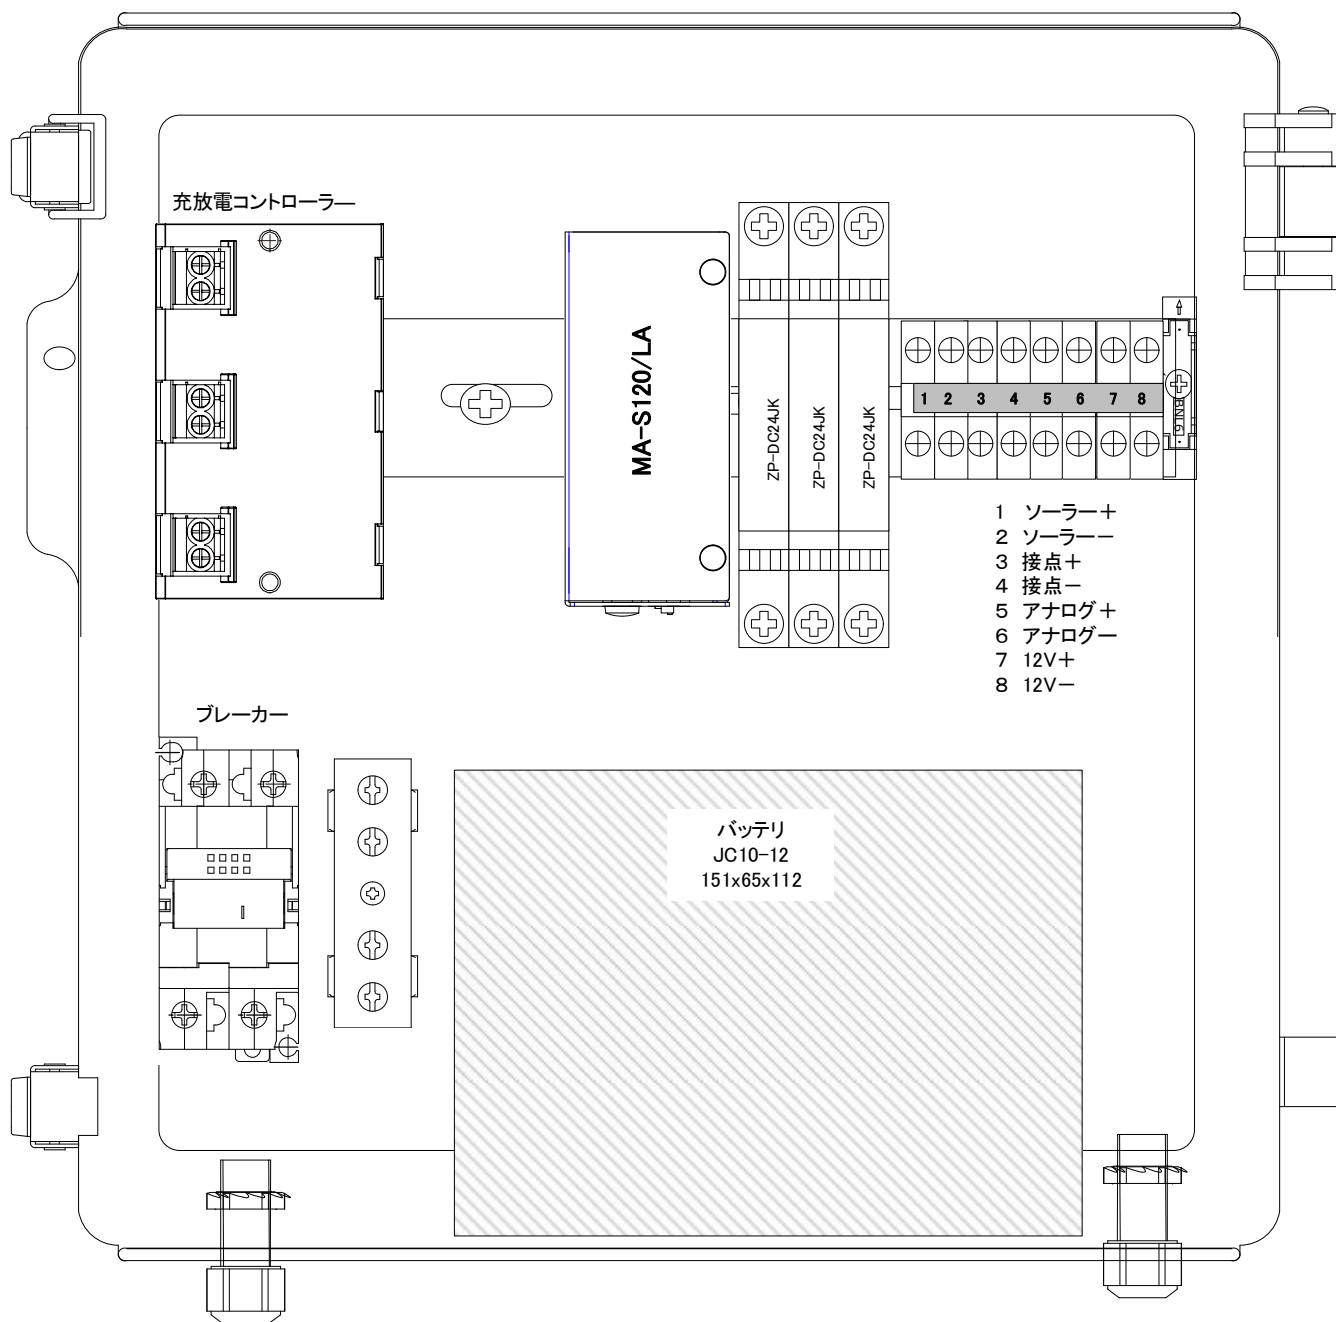 充放電コントローラー
MA-S120/LA
ZP-DC24JK
ZP-DC24JK
ZP-DC24JK
1 2 3 4 5 6 7 8
BNL6
1 ソーラー＋
2 ソーラー－
3 接点＋
4 接点－
5 アナログ＋
6 アナログ－
7 12V＋
8 12V－
ブレーカー
バッテリ
JC10-12
151x65x112